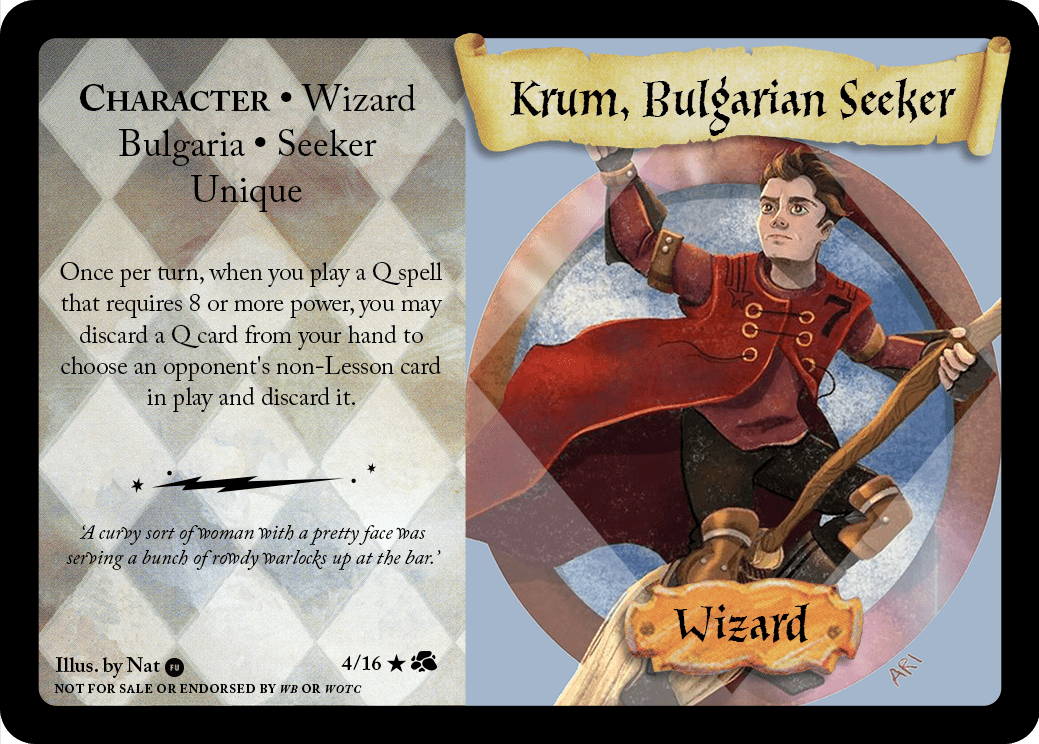 CHARACTER • Wizard
Bulgaria • Seeker
Unique
Once per turn, when you play a Q spell
that requires 8 or more power, you may
discard a Q card from your hand to
choose an opponent's non-Lesson card
in play and discard it.
‘A curvy sort of woman with a pretty face was
serving a bunch of rowdy warlocks up at the bar.’
Illus. by Nat FU
4/16
NOT FOR SALE OR ENDORSED BY WB OR WOTC
Krum, Bulgarian Seeker
7
Wizard
ARI